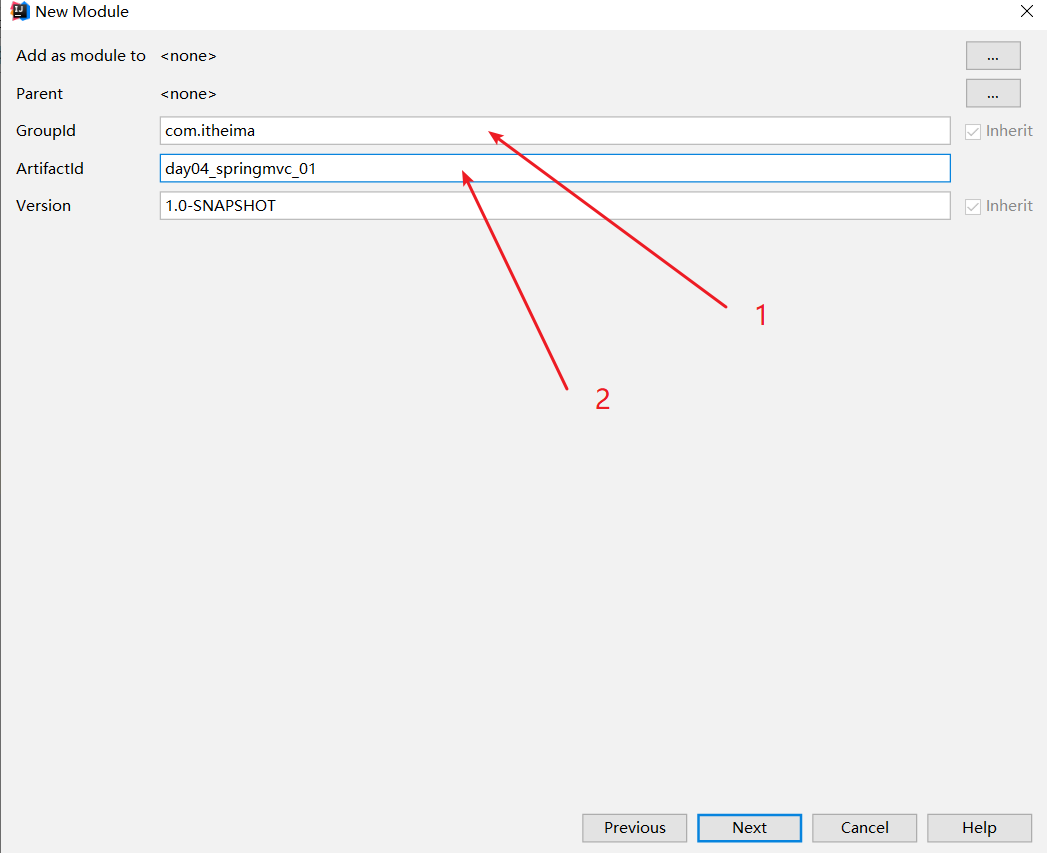 New Module
Add as module to <none> ...
Parent <none> ...
GroupId com.itheima Inherit
ArtifactId day04_springmvc_01
Version 1.0-SNAPSHOT Inherit
1
2
Previous Next Cancel Help